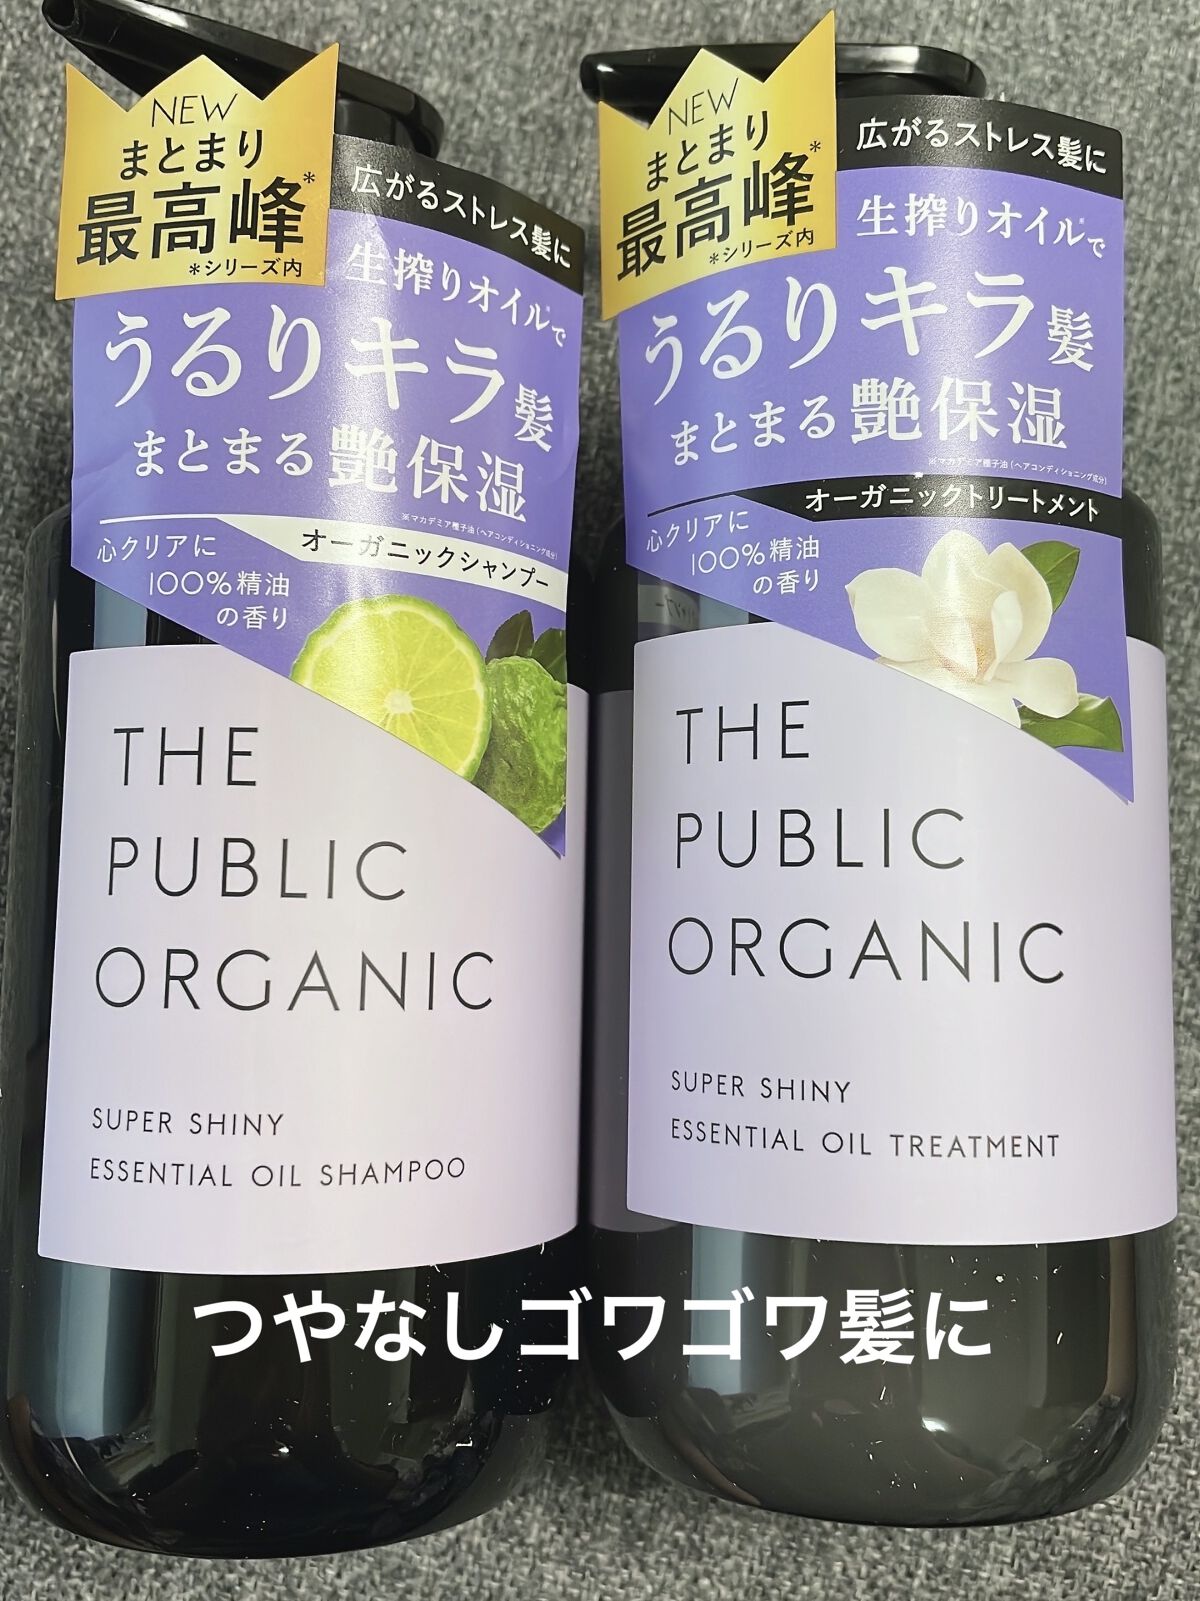 NEW
まとまり
最高峰*
*シリーズ内
広がるストレス髪に
生搾りオイル※で
うるりキラ髪
まとまる艶保湿
※マカデミア種子油(ヘアコンディショニング成分)
オーガニックシャンプー
心クリアに
100%精油
の香り
THE
PUBLIC
ORGANIC
SUPER SHINY
ESSENTIAL OIL SHAMPOO
NEW
まとまり
最高峰*
*シリーズ内
広がるストレス髪に
生搾りオイル※で
うるりキラ髪
まとまる艶保湿
※マカデミア種子油(ヘアコンディショニング成分)
オーガニックトリートメント
心クリアに
100%精油
の香り
THE
PUBLIC
ORGANIC
SUPER SHINY
ESSENTIAL OIL TREATMENT
つやなしゴワゴワ髪に